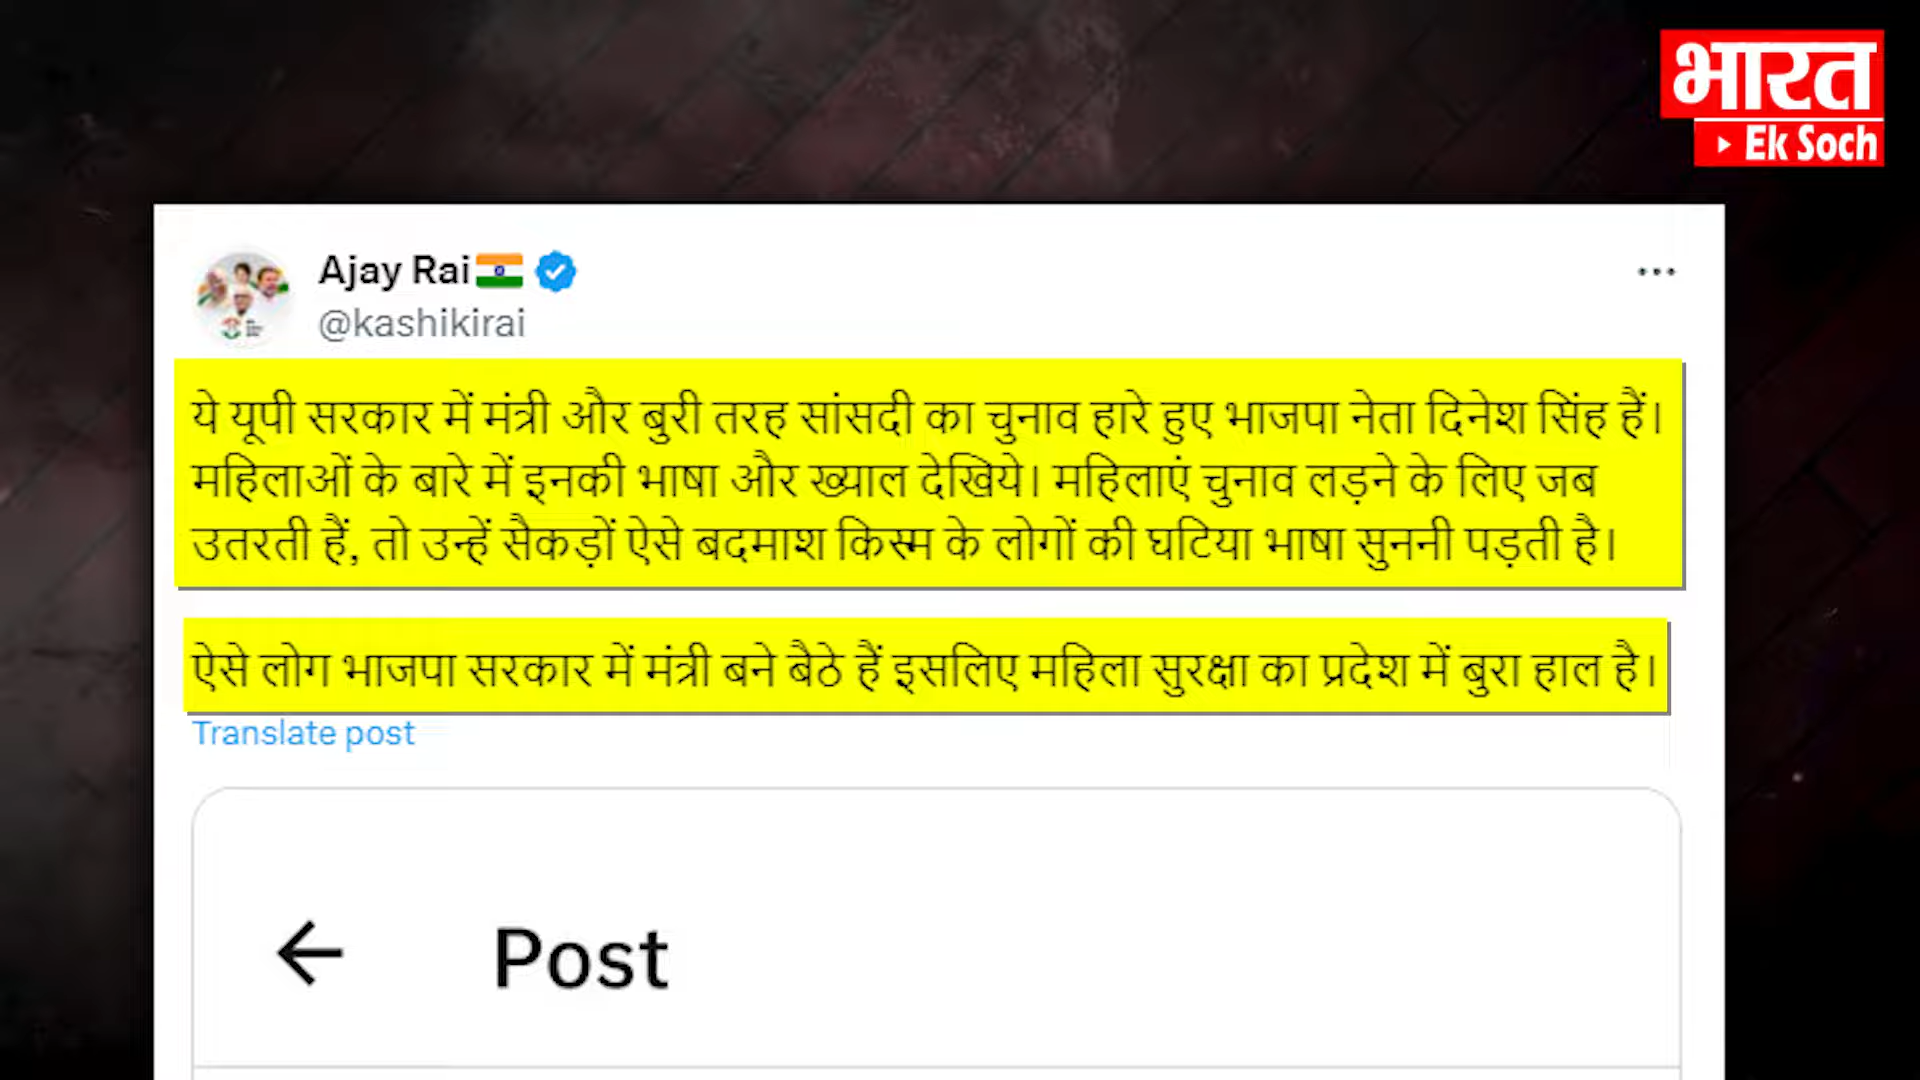 भारत
Ek Soch
Ajay Rai
@kashikirai
ये यूपी सरकार में मंत्री और बुरी तरह सांसदी का चुनाव हारे हुए भाजपा नेता दिनेश सिंह हैं।
महिलाओं के बारे में इनकी भाषा और ख्याल देखिये। महिलाएं चुनाव लड़ने के लिए जब
उतरती हैं, तो उन्हें सैकड़ों ऐसे बदमाश किस्म के लोगों की घटिया भाषा सुननी पड़ती है।
ऐसे लोग भाजपा सरकार में मंत्री बने बैठे हैं इसलिए महिला सुरक्षा का प्रदेश में बुरा हाल है।
Translate post
Post